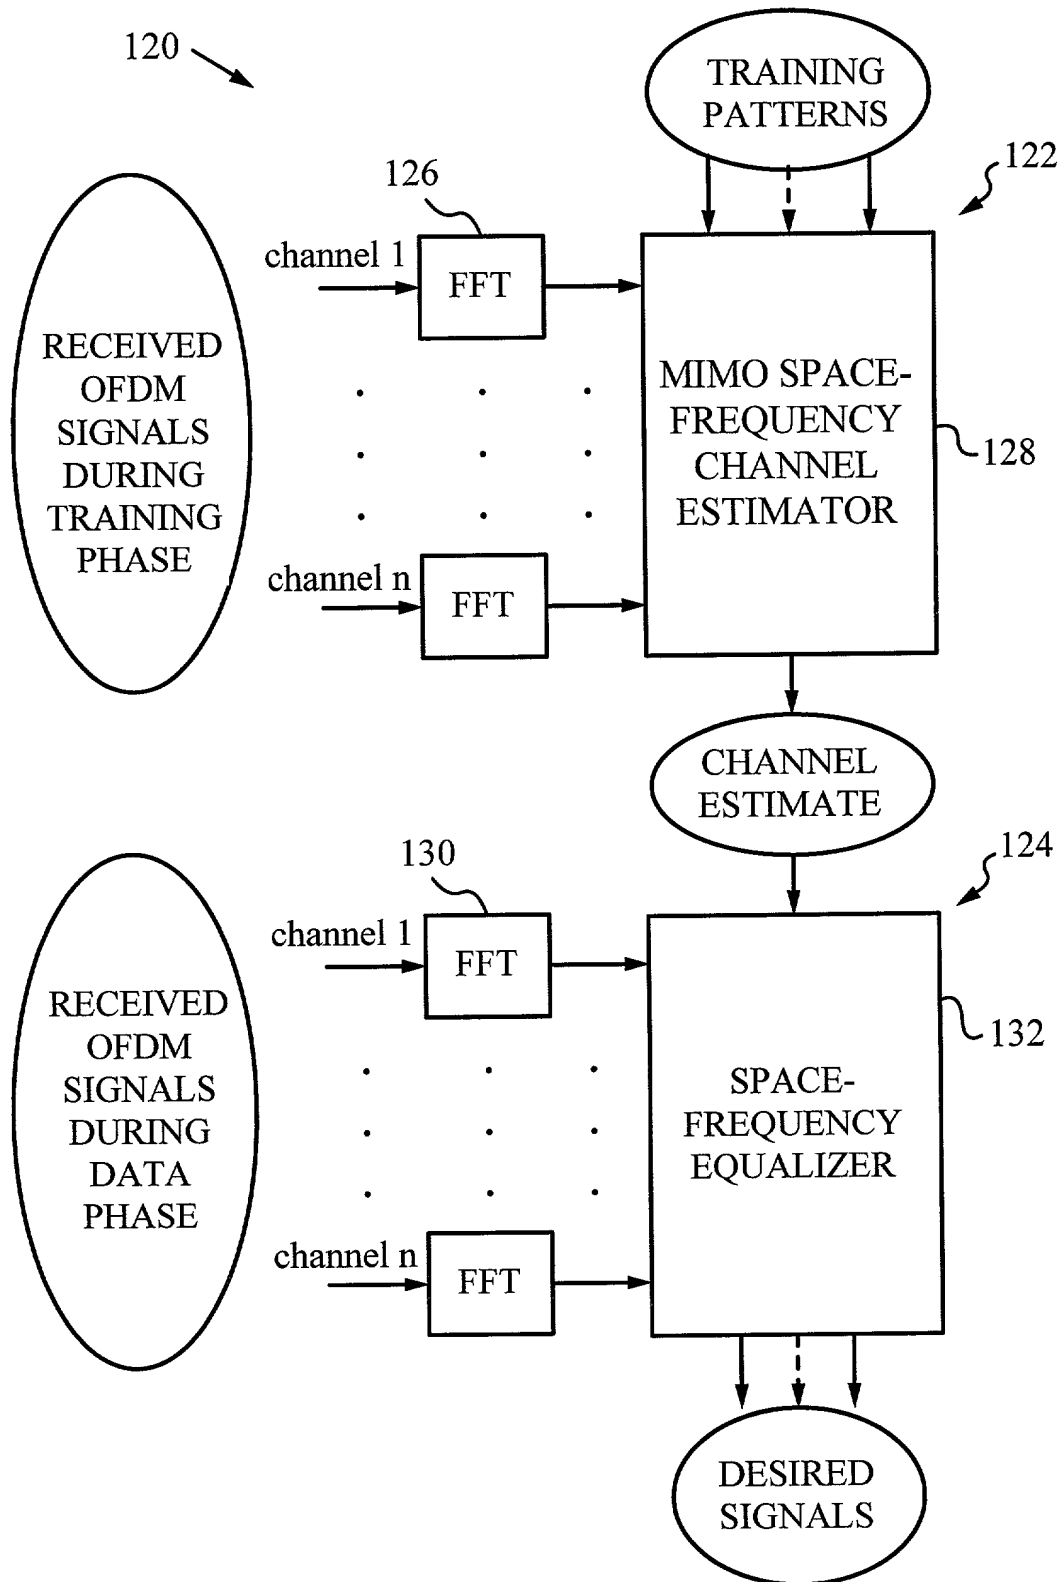 120
TRAINING
PATTERNS
122
126
channel 1
FFT
RECEIVED
OFDM
SIGNALS
DURING
TRAINING
PHASE
MIMO SPACE-
FREQUENCY
CHANNEL
ESTIMATOR
128
channel n
FFT
CHANNEL
ESTIMATE
124
130
channel 1
FFT
RECEIVED
OFDM
SIGNALS
DURING
DATA
PHASE
132
SPACE-
FREQUENCY
EQUALIZER
channel n
FFT
DESIRED
SIGNALS